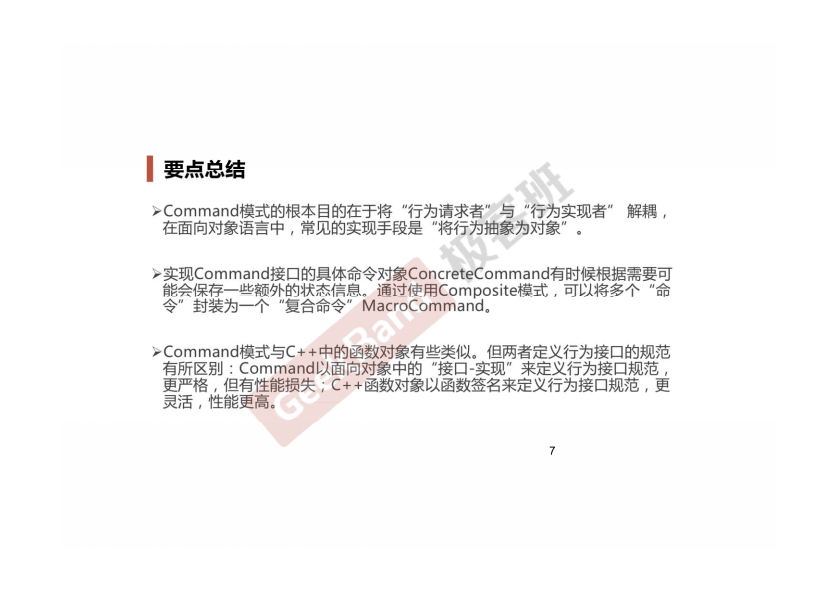 要点总结
➢Command模式的根本目的在于将“行为请求者”与“行为实现者” 解耦，
在面向对象语言中，常见的实现手段是“将行为抽象为对象”。
➢实现Command接口的具体命令对象ConcreteCommand有时候根据需要可
能会保存一些额外的状态信息。通过使用Composite模式，可以将多个“命
令”封装为一个“复合命令”MacroCommand。
➢Command模式与C++中的函数对象有些类似。但两者定义行为接口的规范
有所区别：Command以面向对象中的“接口-实现”来定义行为接口规范，
更严格，但有性能损失；C++函数对象以函数签名来定义行为接口规范，更
灵活，性能更高。
GeekBand 极客班
7